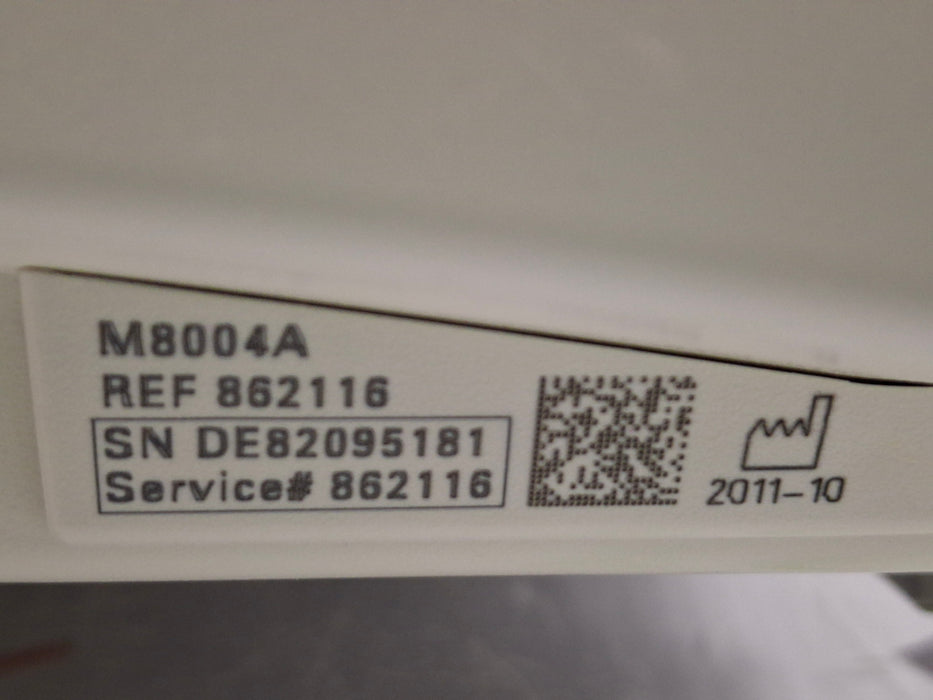 M8004A
REF 862116
SN DE82095181
Service# 862116
2011-10